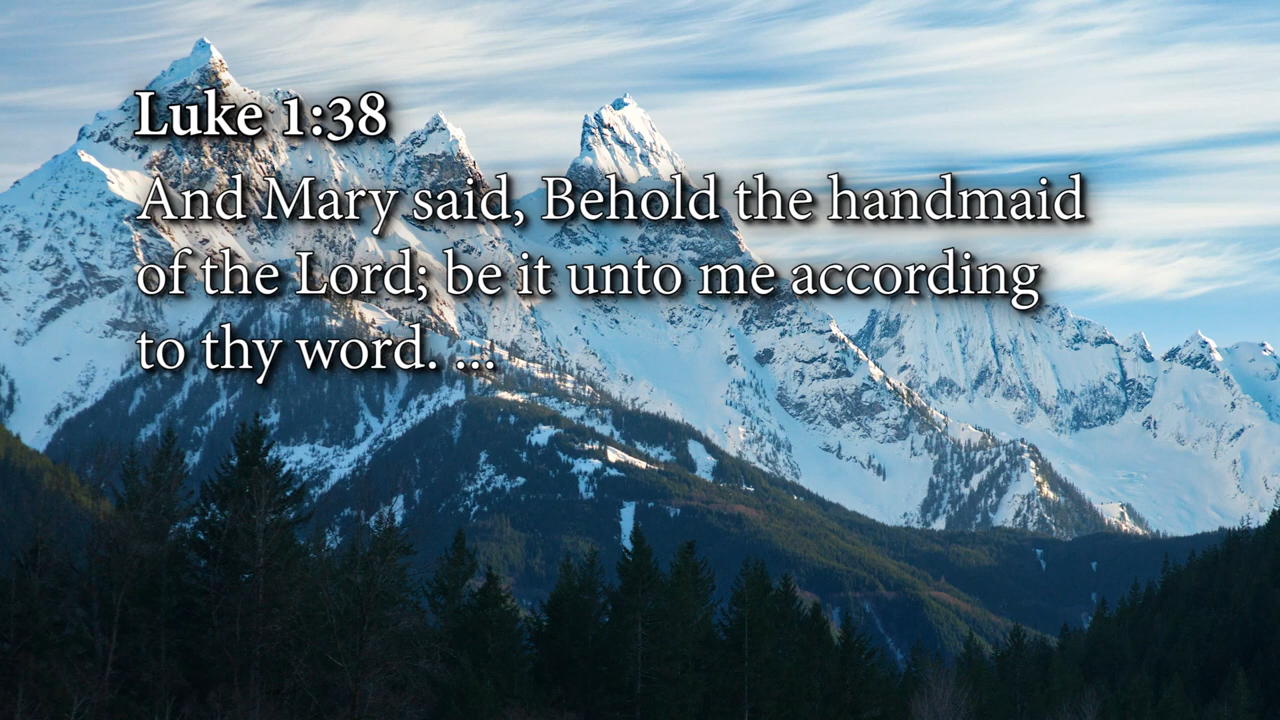 Luke 1:38
And Mary said, Behold the handmaid
of the Lord; be it unto me according
to thy word. ...